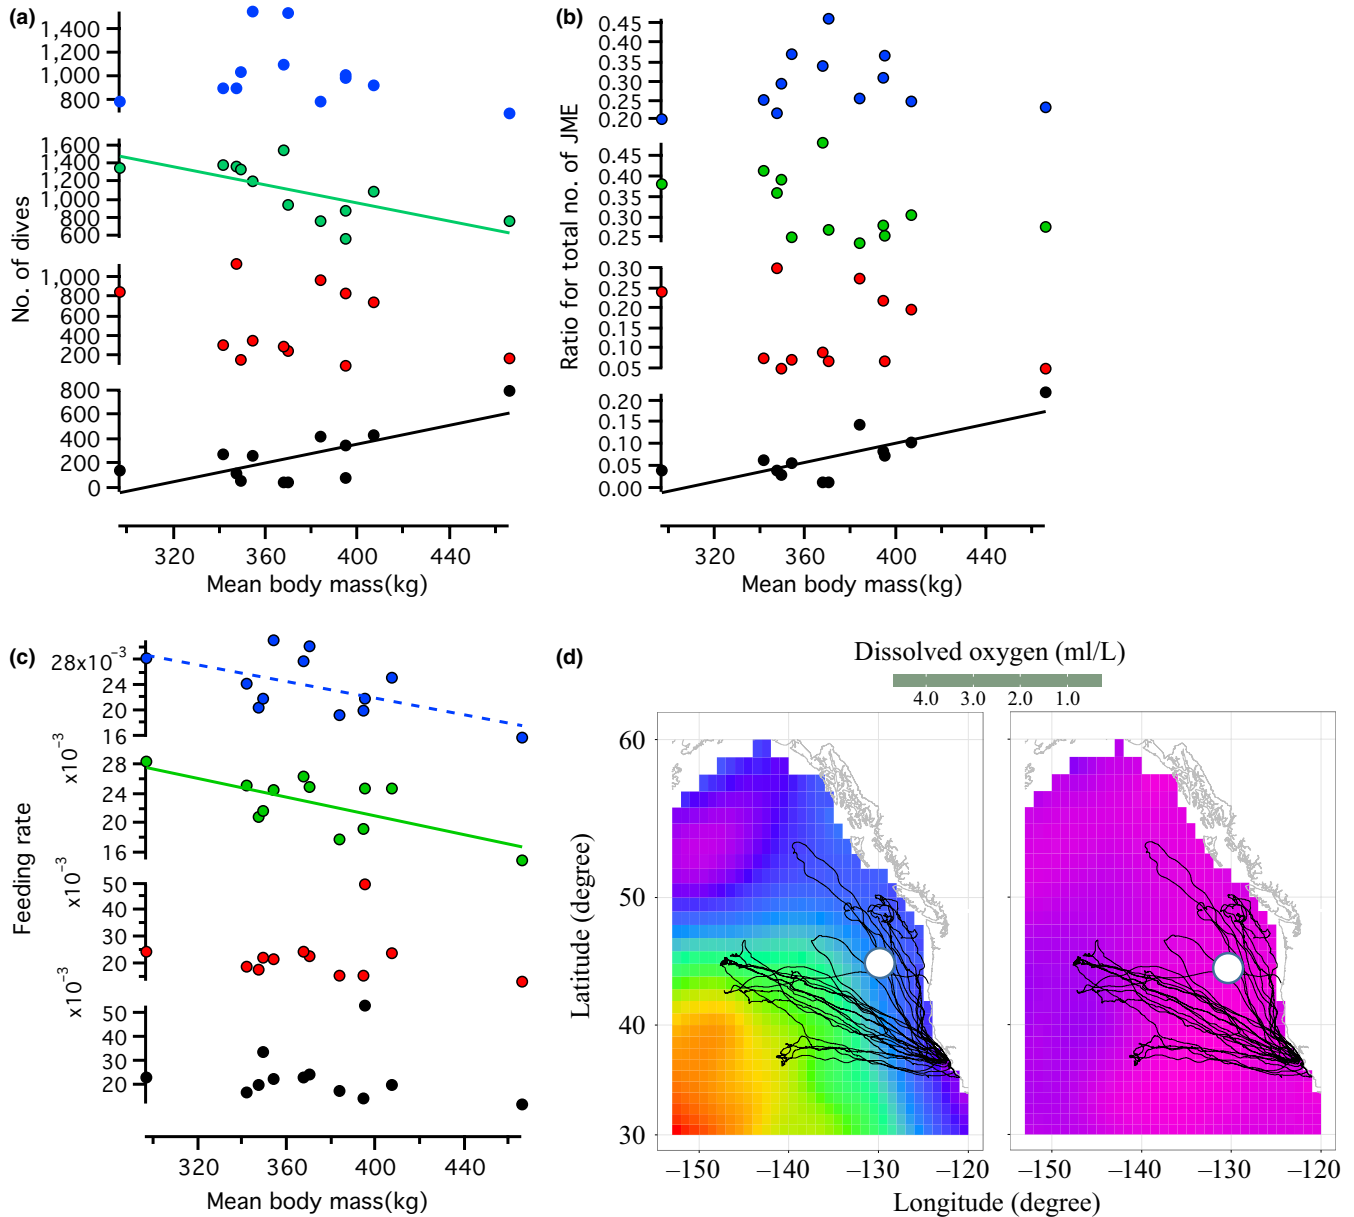 (a)
No. of dives
1,400
1,200
1,000
800
1,600
1,400
1,200
1,000
800
600
1,000
800
600
400
200
800
600
400
200
0
320 360 400 440
Mean body mass(kg)
(b)
Ratio for total no. of JME
0.45
0.40
0.35
0.30
0.25
0.20
0.45
0.40
0.35
0.30
0.25
0.30
0.25
0.20
0.15
0.10
0.05
0.20
0.15
0.10
0.05
0.00
320 360 400 440
Mean body mass(kg)
(c)
Feeding rate
28x10⁻³
24
20
16
x10⁻³
28
24
20
16
x10⁻³
50
40
30
20
x10⁻³
50
40
30
20
320 360 400 440
Mean body mass(kg)
(d)
Dissolved oxygen (ml/L)
4.0 3.0 2.0 1.0
Latitude (degree)
60
50
40
30
−150 −140 −130 −120
−150 −140 −130 −120
Longitude (degree)